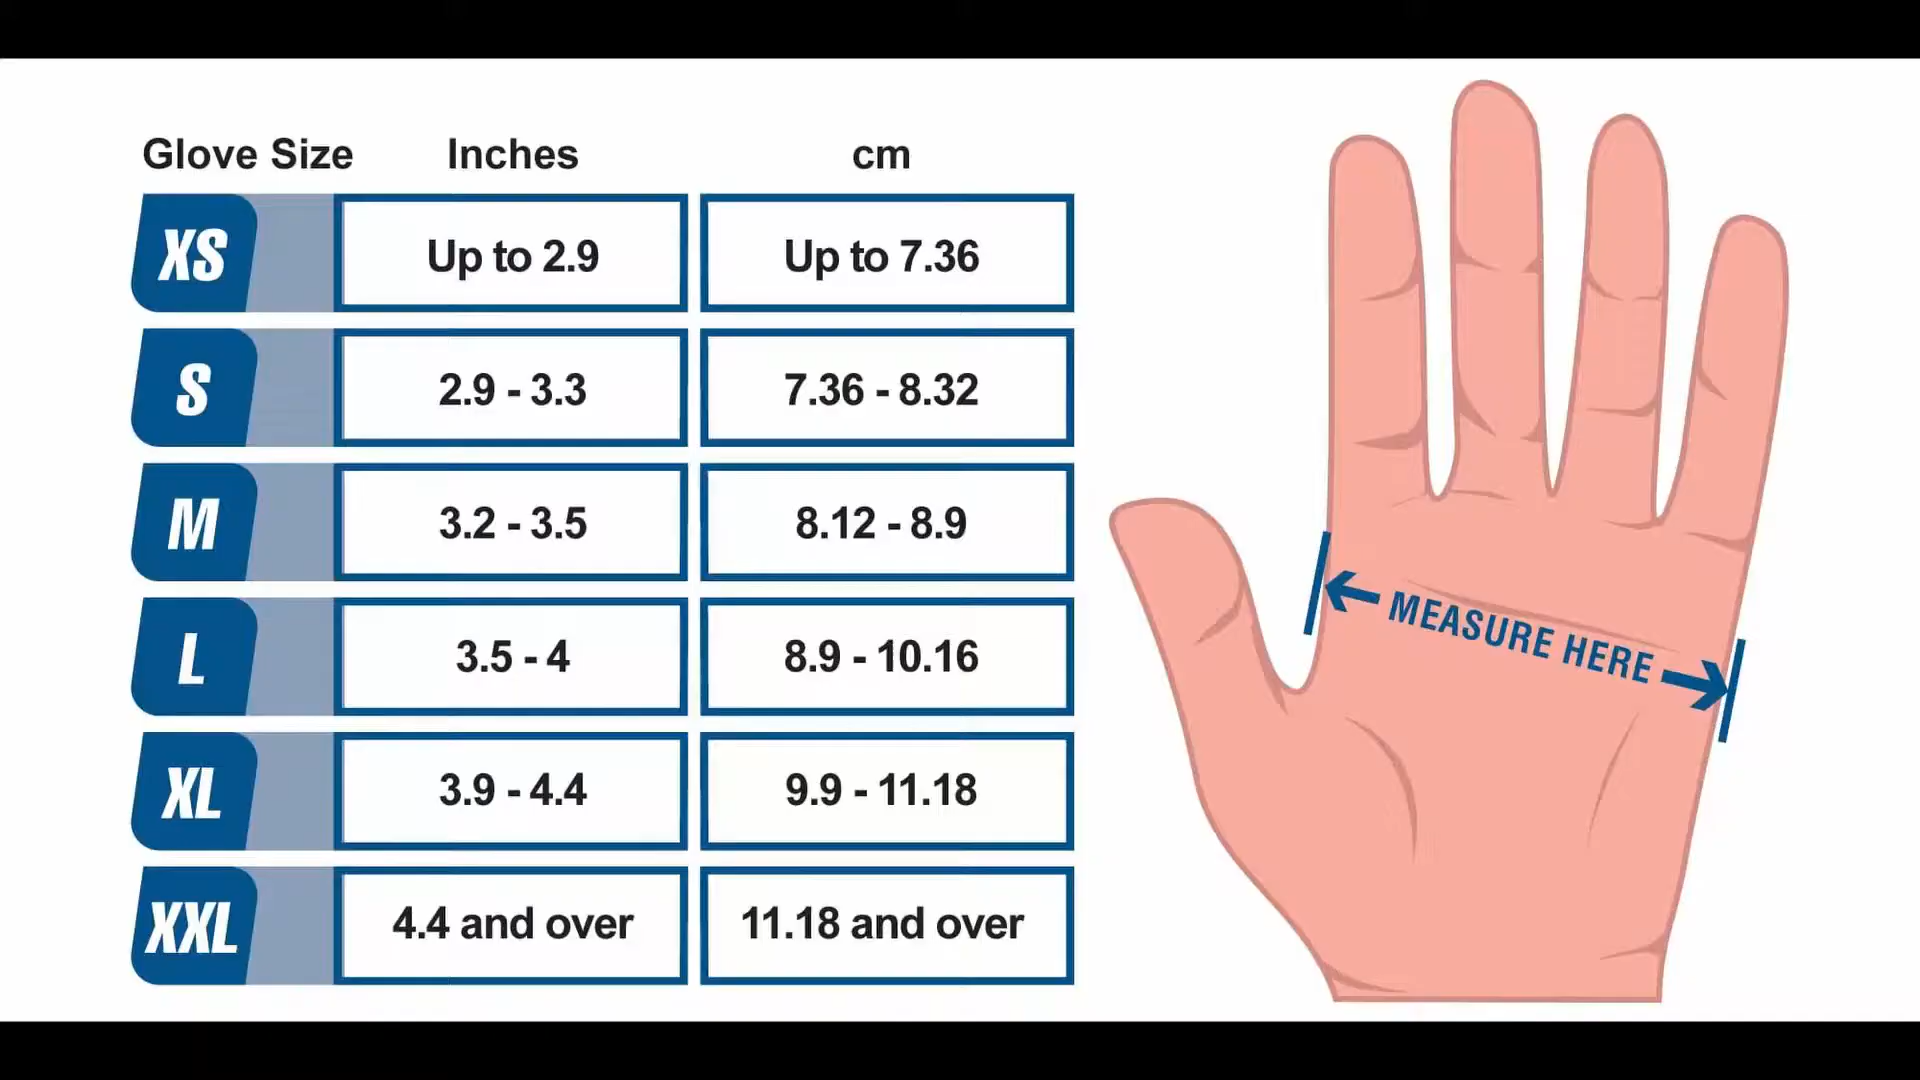 Glove Size Inches cm
XS Up to 2.9 Up to 7.36
S 2.9 - 3.3 7.36 - 8.32
M 3.2 - 3.5 8.12 - 8.9
L 3.5 - 4 8.9 - 10.16
XL 3.9 - 4.4 9.9 - 11.18
XXL 4.4 and over 11.18 and over
MEASURE HERE